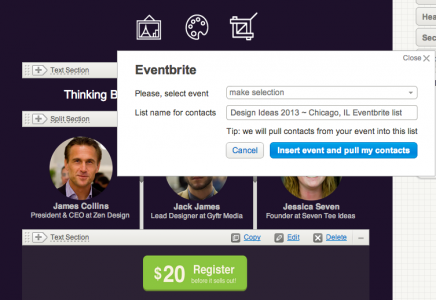 Hea
Close
Sec
Eventbrite
Text Section
Please, select event
make selection
Thinking B
List name for contacts
Design Ideas 2013 ~ Chicago, IL Eventbrite list
Split Section
Tip: we will pull contacts from your event into this list
Cancel
Insert event and pull my contacts
James Collins
President & CEO at Zen Design
Jack James
Lead Designer at Gyftr Media
Jessica Seven
Founder at Seven Tee Ideas
Text Section
Copy
Edit
Delete
$20 Register
before it sells out!